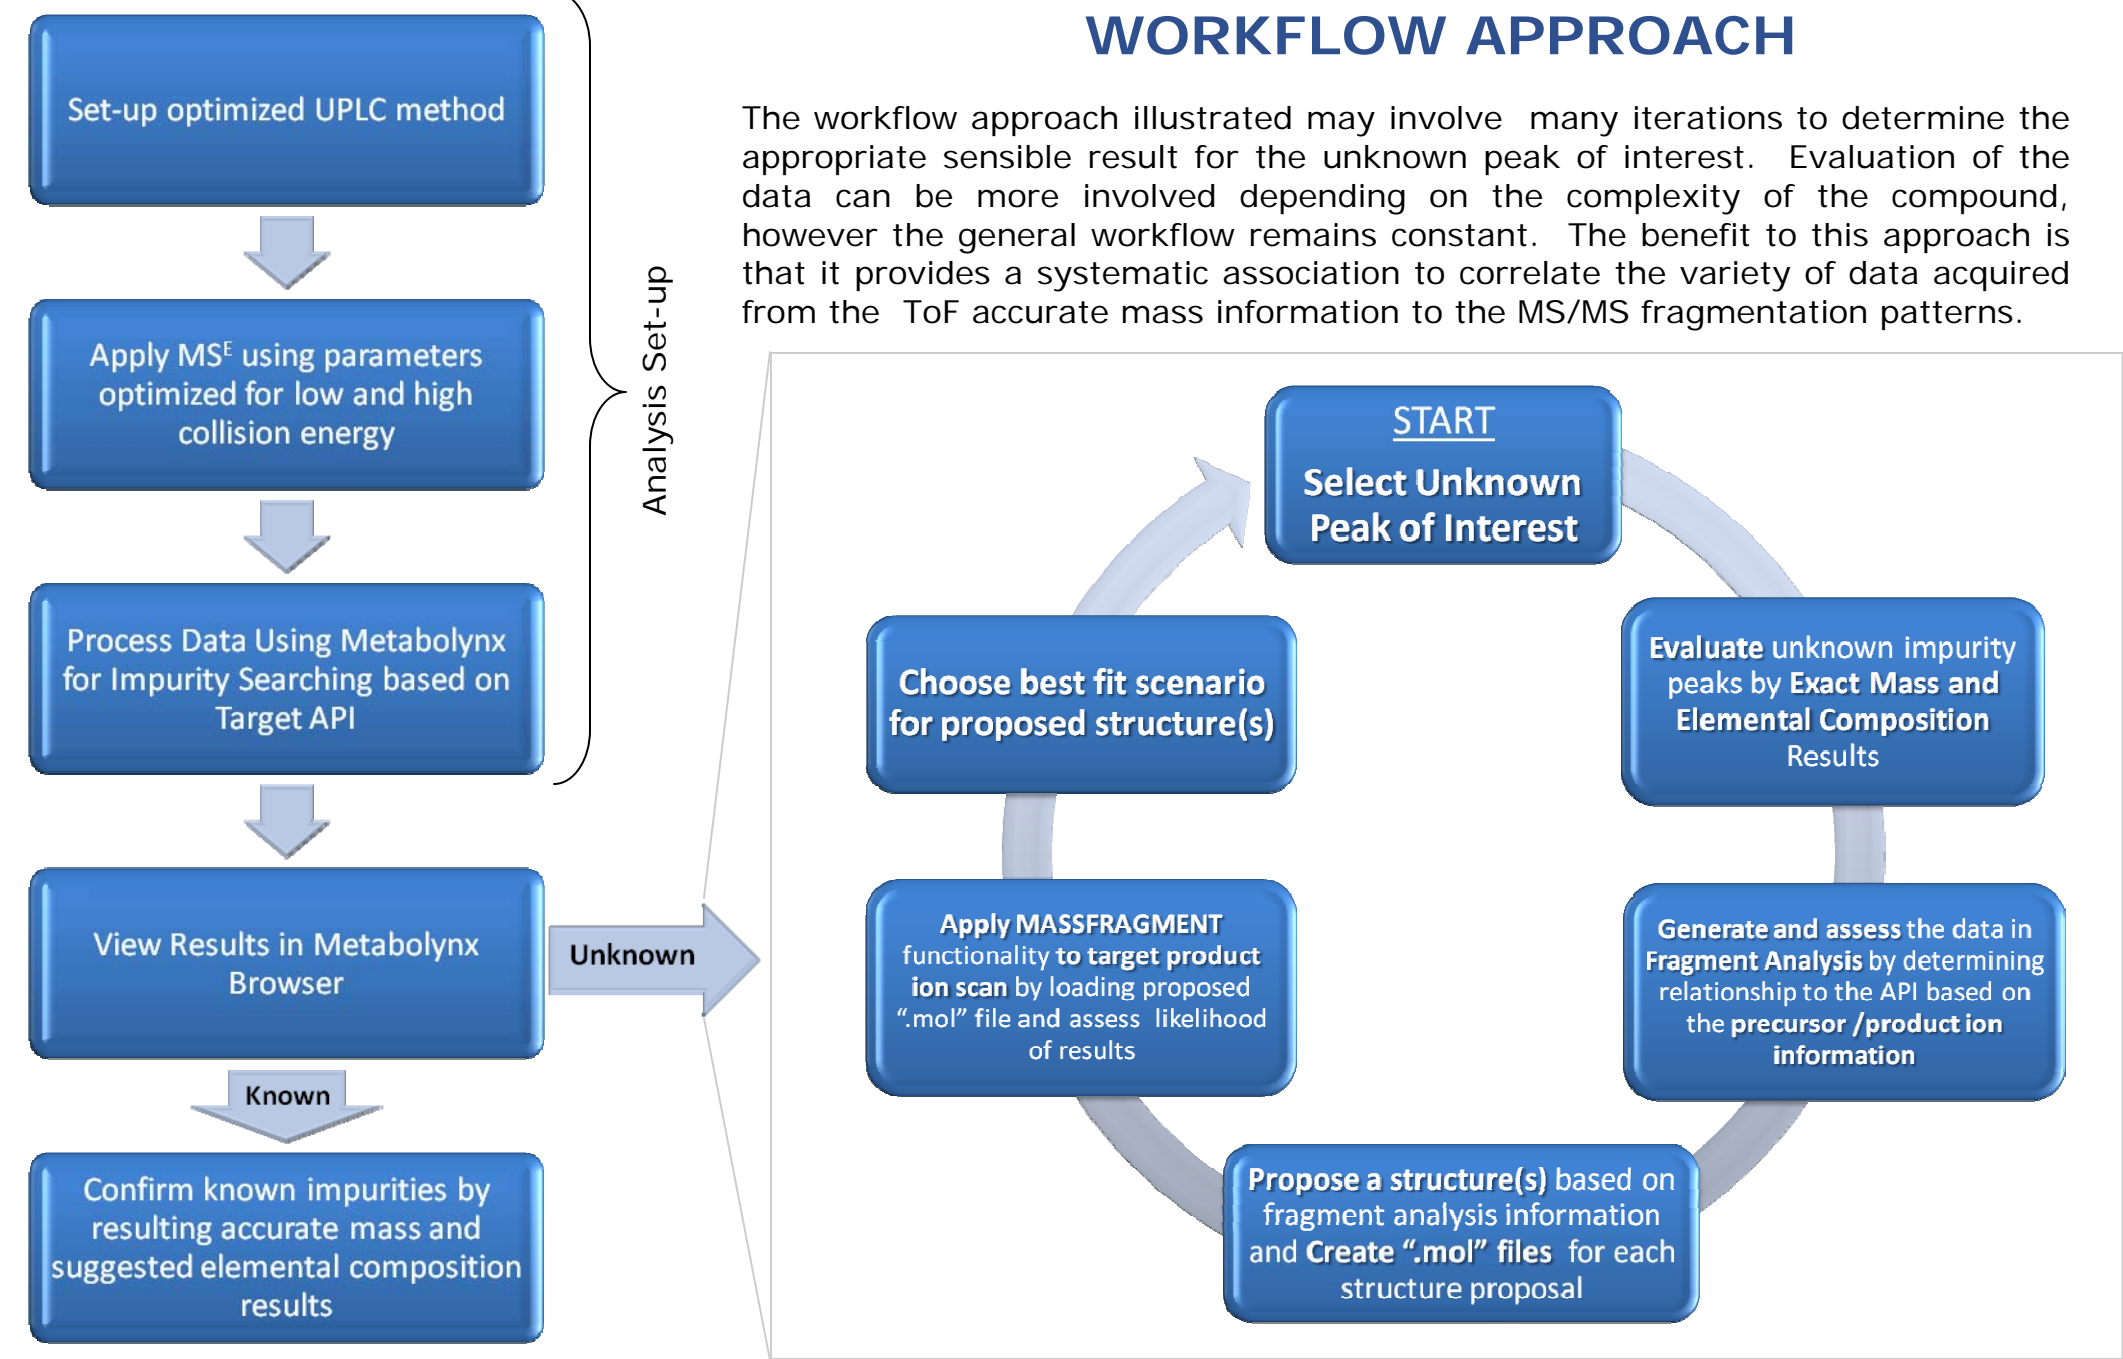 WORKFLOW APPROACH
The workflow approach illustrated may involve many iterations to determine the
appropriate sensible result for the unknown peak of interest. Evaluation of the
data can be more involved depending on the complexity of the compound,
however the general workflow remains constant. The benefit to this approach is
that it provides a systematic association to correlate the variety of data acquired
from the ToF accurate mass information to the MS/MS fragmentation patterns.
Set-up optimized UPLC method
Apply MSᴱ using parameters
optimized for low and high
collision energy
Process Data Using Metabolynx
for Impurity Searching based on
Target API
Analysis Set-up
View Results in Metabolynx
Browser
Unknown
Known
Confirm known impurities by
resulting accurate mass and
suggested elemental composition
results
START
Select Unknown
Peak of Interest
Evaluate unknown impurity
peaks by Exact Mass and
Elemental Composition
Results
Generate and assess the data in
Fragment Analysis by determining
relationship to the API based on
the precursor /product ion
information
Propose a structure(s) based on
fragment analysis information
and Create “.mol” files for each
structure proposal
Apply MASSFRAGMENT
functionality to target product
ion scan by loading proposed
“.mol” file and assess likelihood
of results
Choose best fit scenario
for proposed structure(s)